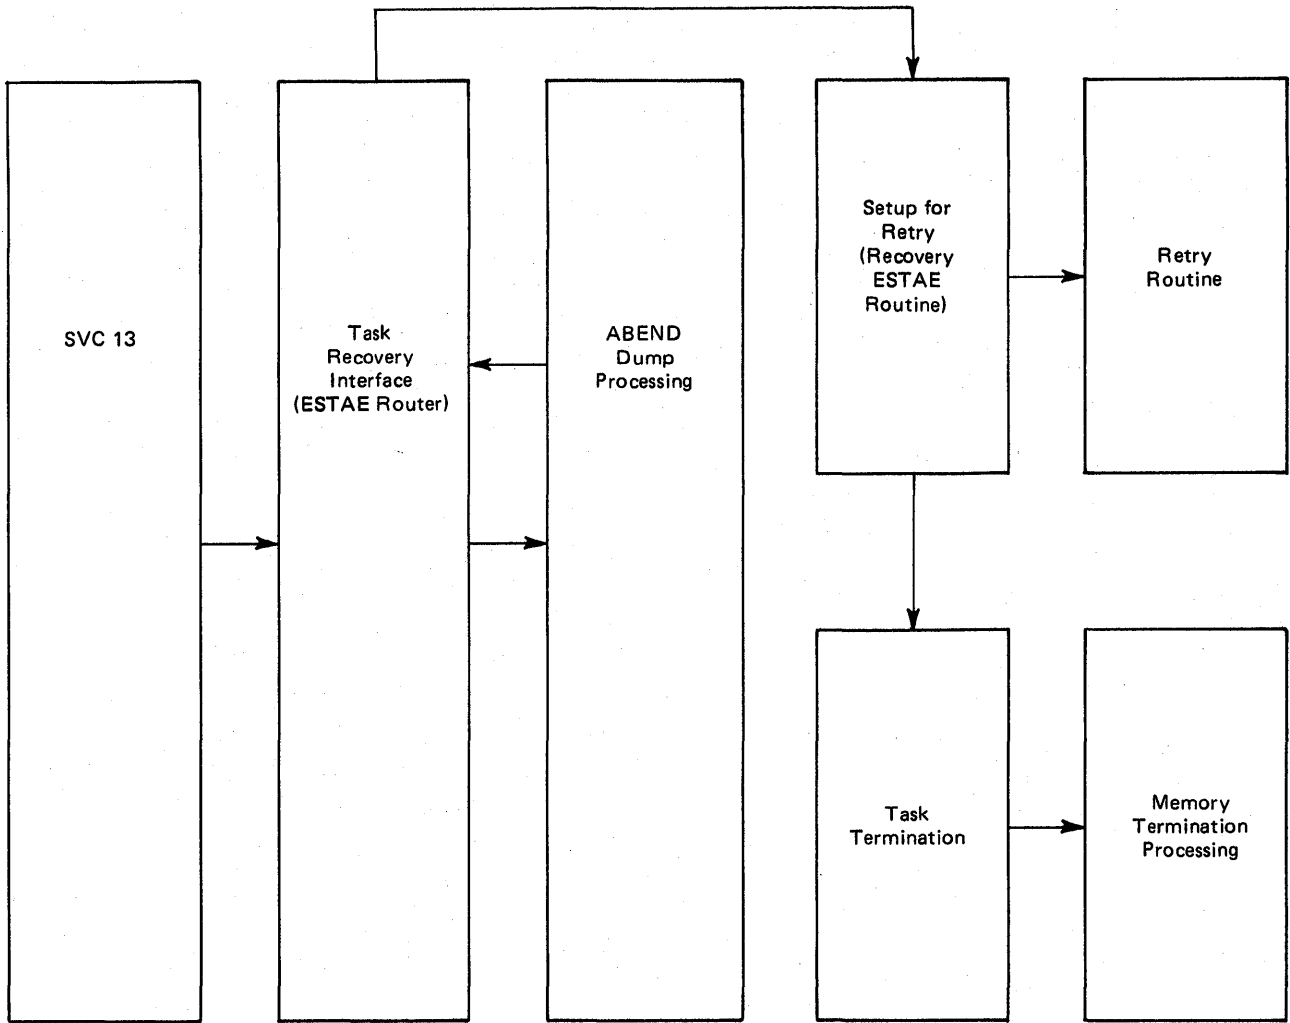 SVC 13
Task
Recovery
Interface
(ESTAE Router)
ABEND
Dump
Processing
Setup for
Retry
(Recovery
ESTAE
Routine)
Retry
Routine
Task
Termination
Memory
Termination
Processing